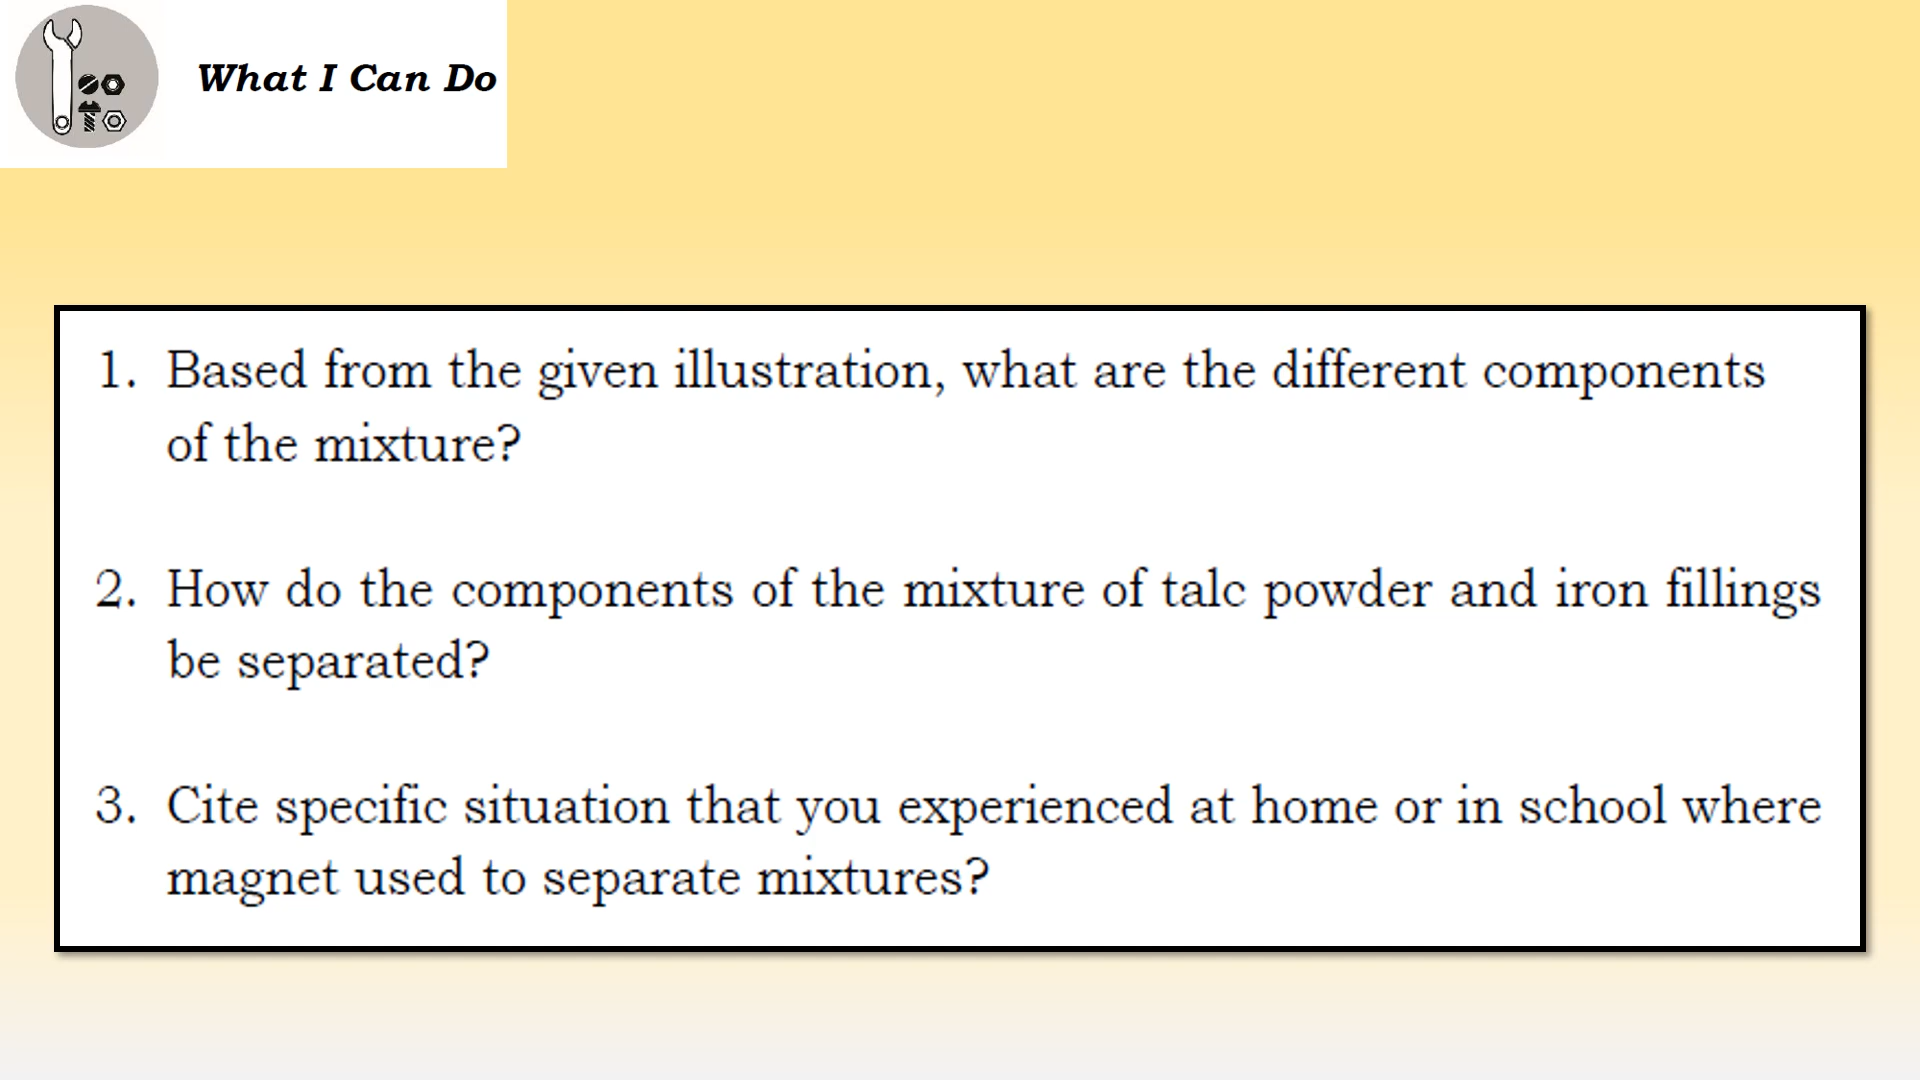 What I Can Do
1. Based from the given illustration, what are the different components
of the mixture?
2. How do the components of the mixture of talc powder and iron fillings
be separated?
3. Cite specific situation that you experienced at home or in school where
magnet used to separate mixtures?